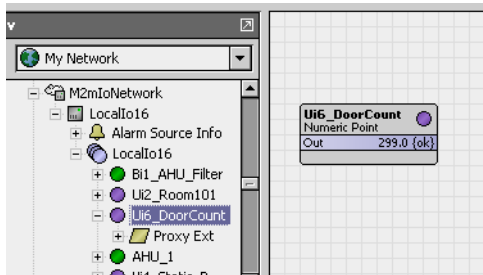 My Network
M2mIoNetwork
LocalIo16
Alarm Source Info
LocalIo16
Bi1_AHU_Filter
Ui2_Room101
Ui6_DoorCount
Proxy Ext
AHU_1
Ui6_DoorCount
Numeric Point
Out 299.0 {ok}